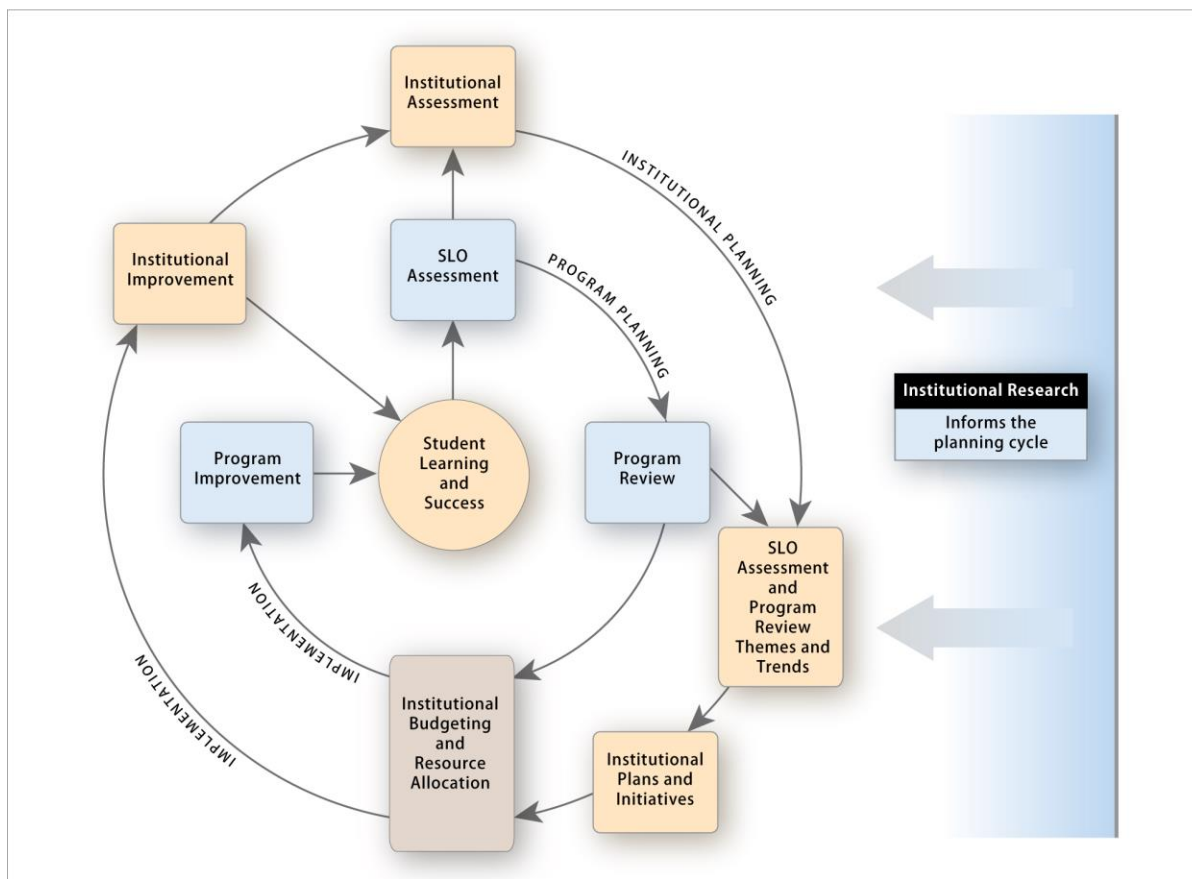 Institutional
Assessment
INSTITUTIONAL PLANNING
Institutional
Improvement
SLO
Assessment
PROGRAM PLANNING
Institutional Research
Informs the
planning cycle
Program
Improvement
Student
Learning
and
Success
Program
Review
SLO
Assessment
and
Program
Review
Themes and
Trends
IMPLEMENTATION
IMPLEMENTATION
Institutional
Budgeting
and
Resource
Allocation
Institutional
Plans and
Initiatives